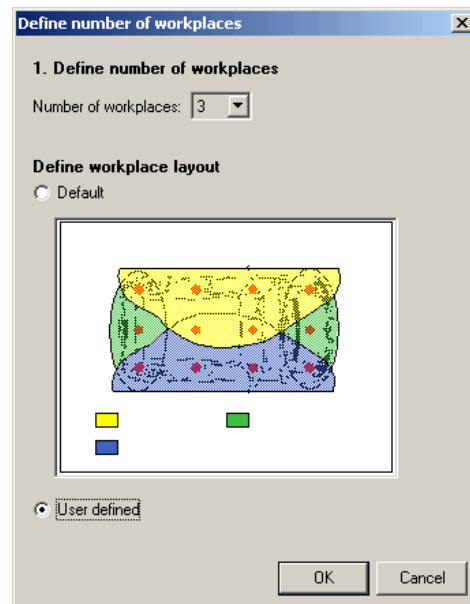 Define number of workplaces
1. Define number of workplaces
Number of workplaces: 3
Define workplace layout
Default
User defined
OK Cancel